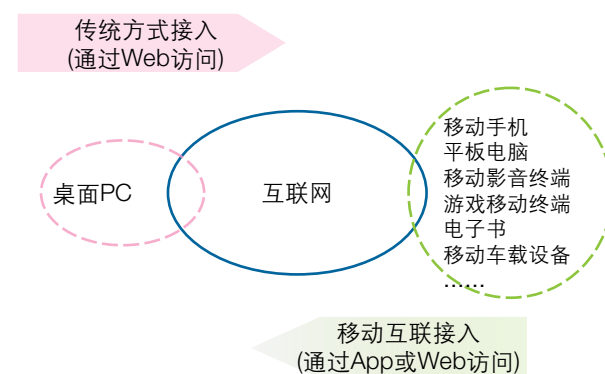 传统方式接入
(通过Web访问)
桌面PC
互联网
移动手机
平板电脑
移动影音终端
游戏移动终端
电子书
移动车载设备
……
移动互联接入
(通过App或Web访问)